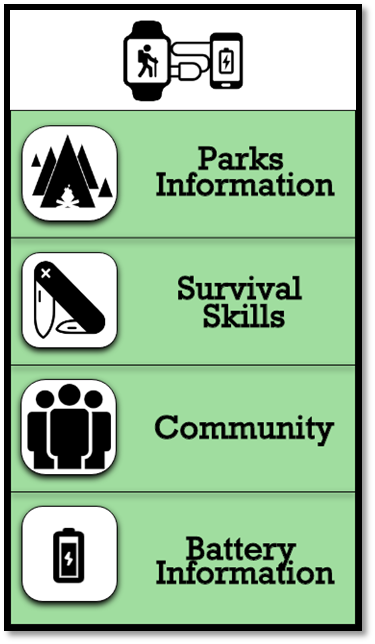 Parks
Information
Survival
Skills
Community
Battery
Information